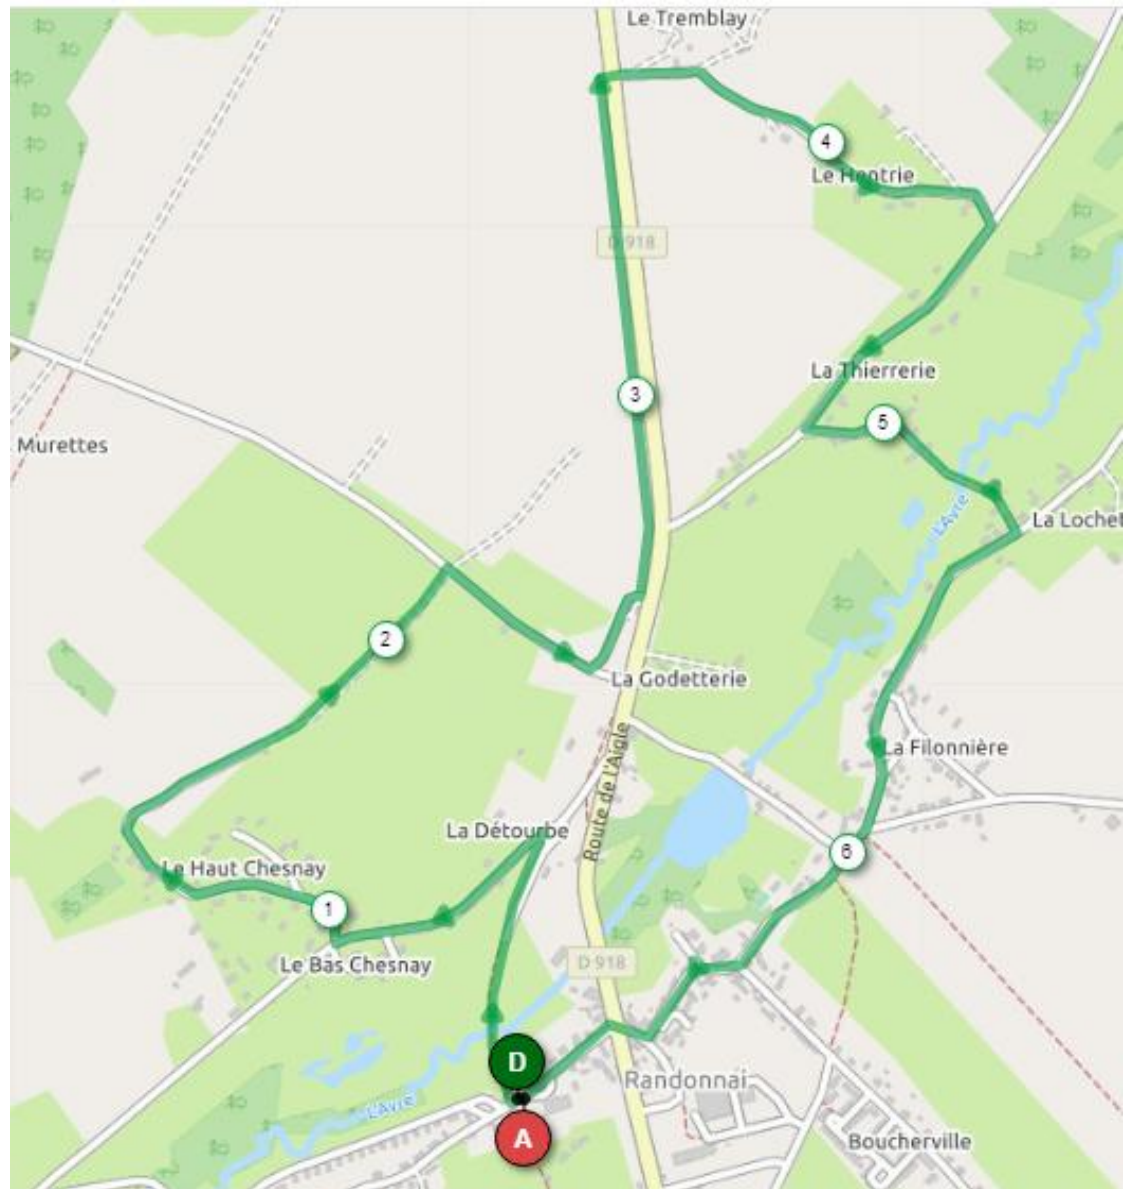 Le Tremblay
4
Le Hentrie
D 918
La Thierrerie
3
5
Murettes
La Lochet
L'Avre
2
La Godetterie
La Filonnière
Route de l'Aigle
La Détourbe
6
Le Haut Chesnay
1
Le Bas Chesnay
D 918
D
Randonnai
L'Avre
A
Boucherville